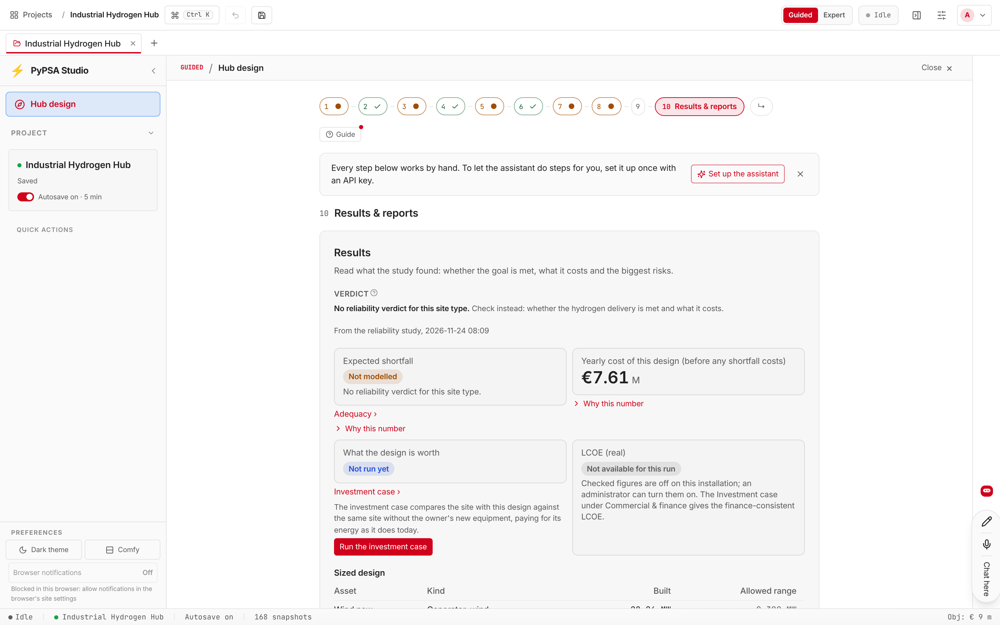 Projects / Industrial Hydrogen Hub ⌘ Ctrl K
Guided Expert Idle A
Industrial Hydrogen Hub × +
PyPSA Studio
GUIDED / Hub design Close ×
Hub design
PROJECT
Industrial Hydrogen Hub
Saved
Autosave on · 5 min
QUICK ACTIONS
1 2 3 4 5 6 7 8 9 10 Results & reports
Guide
Every step below works by hand. To let the assistant do steps for you, set it up once with
an API key.
Set up the assistant
10 Results & reports
Results
Read what the study found: whether the goal is met, what it costs and the biggest risks.
VERDICT
No reliability verdict for this site type. Check instead: whether the hydrogen delivery is met and what it costs.
From the reliability study, 2026-11-24 08:09
Expected shortfall
Not modelled
No reliability verdict for this site type.
Adequacy ›
Why this number
Yearly cost of this design (before any shortfall costs)
€7.61 M
Why this number
What the design is worth
Not run yet
Investment case ›
The investment case compares the site with this design against
the same site without the owner's new equipment, paying for its
energy as it does today.
Run the investment case
LCOE (real)
Not available for this run
Checked figures are off on this installation; an
administrator can turn them on. The Investment case
under Commercial & finance gives the finance-consistent
LCOE.
Sized design
Asset Kind Built Allowed range
PREFERENCES
Dark theme Comfy
Browser notifications Off
Blocked in this browser: allow notifications in the
browser's site settings
Chat here
Idle Industrial Hydrogen Hub Autosave on 168 snapshots Obj: € 9 m